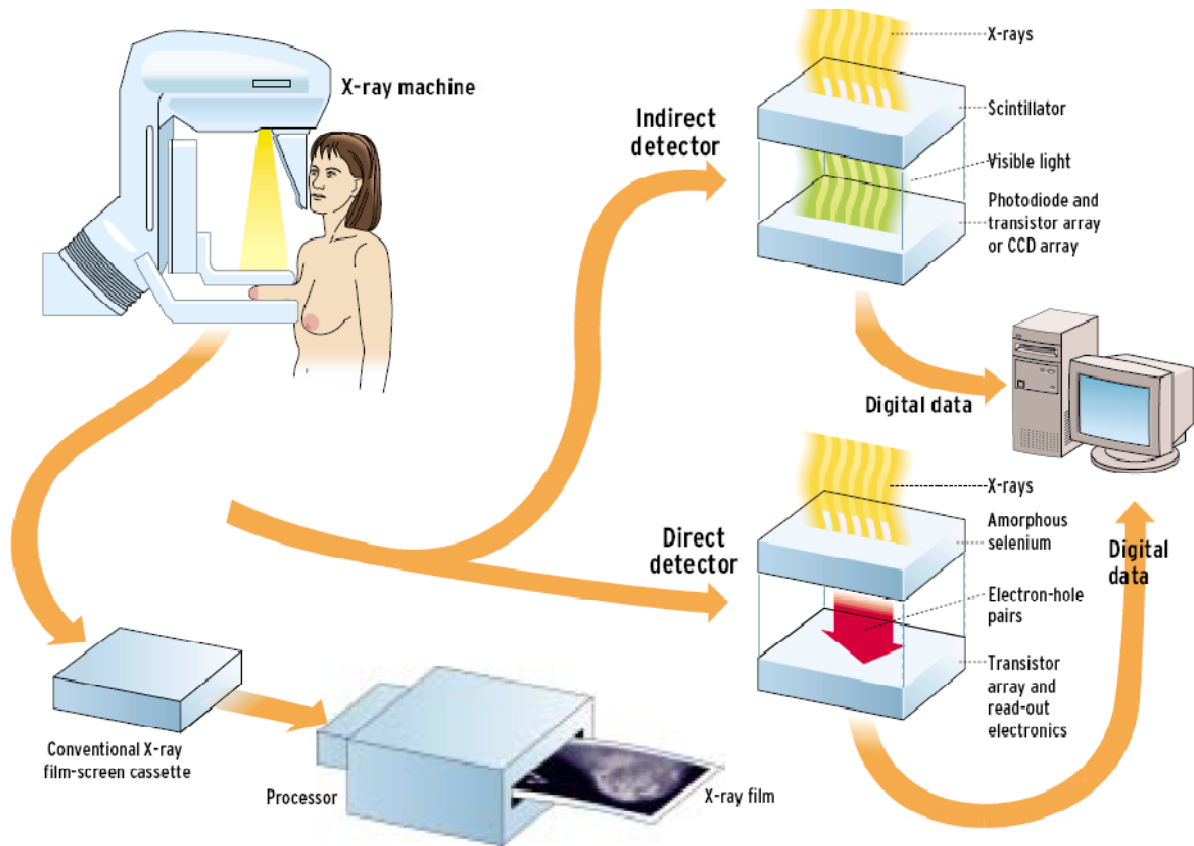 X-ray machine
Indirect
detector
X-rays
Scintillator
Visible light
Photodiode and
transistor array
or CCD array
Digital data
Direct
detector
X-rays
Amorphous
selenium
Electron-hole
pairs
Transistor
array and
read-out
electronics
Digital
data
Conventional X-ray
film-screen cassette
Processor
X-ray film